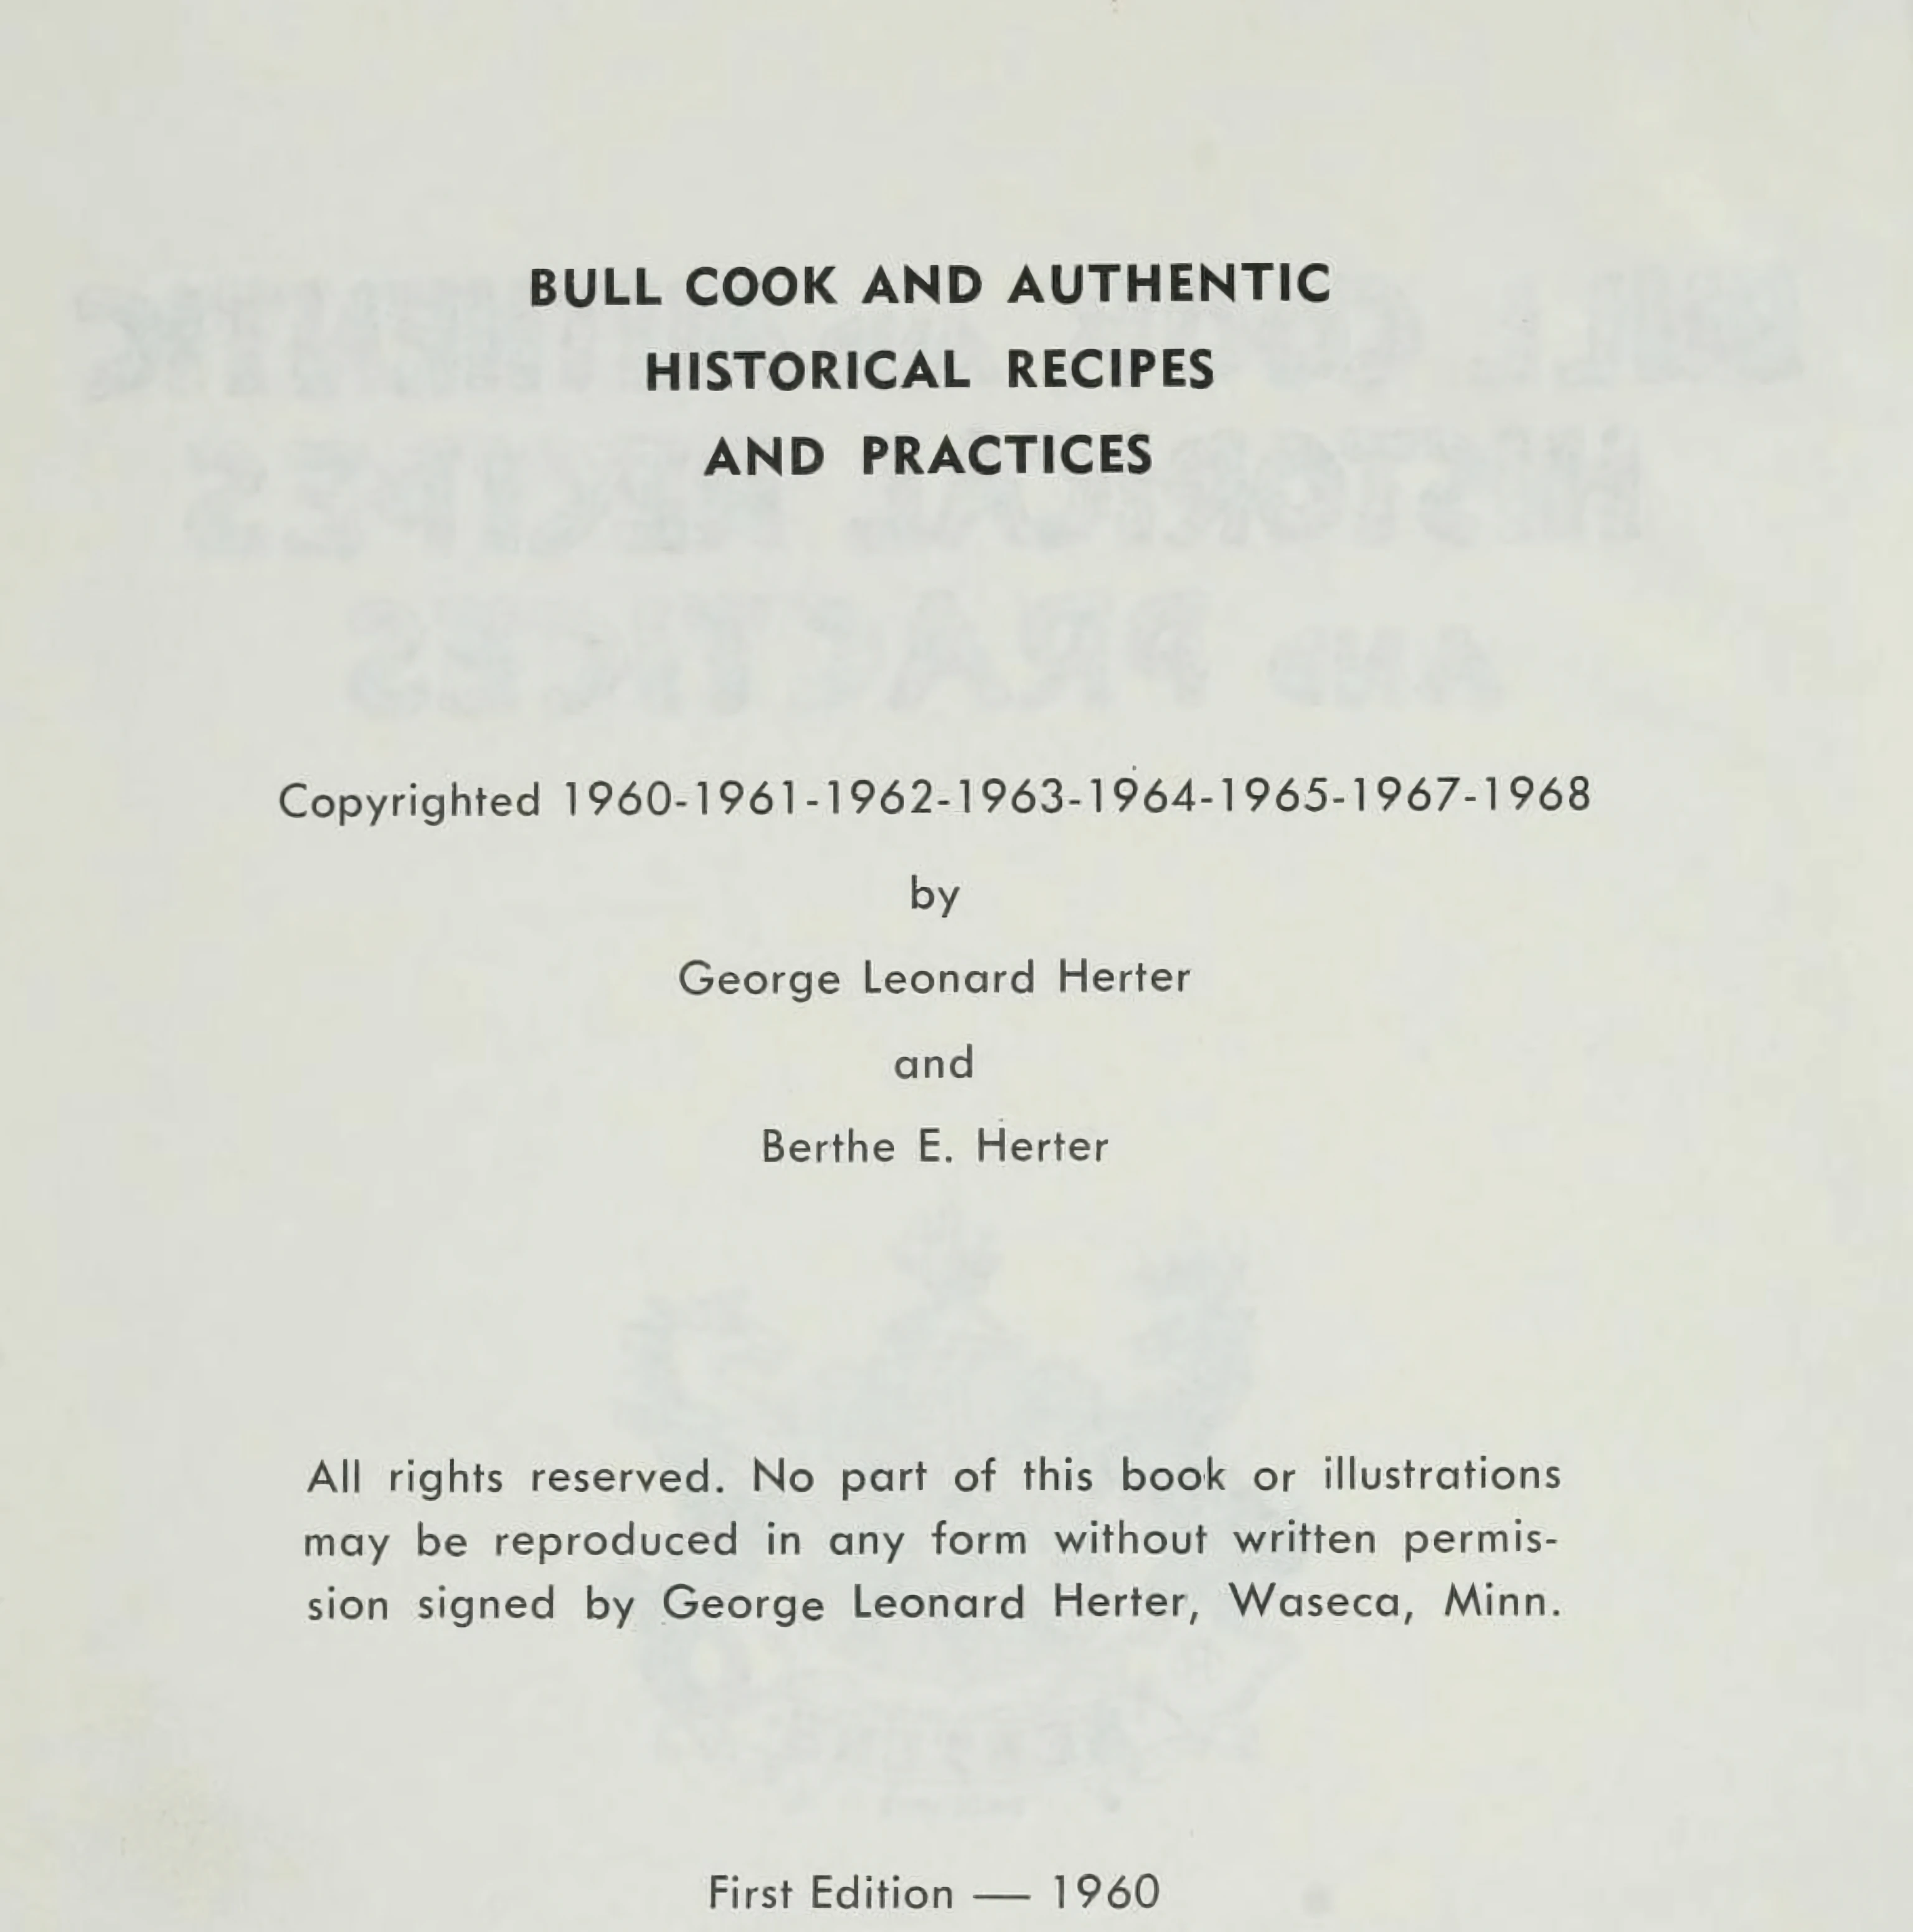 BULL COOK AND AUTHENTIC
HISTORICAL RECIPES
AND PRACTICES
Copyrighted 1960-1961-1962-1963-1964-1965-1967-1968
by
George Leonard Herter
and
Berthe E. Herter
All rights reserved. No part of this book or illustrations
may be reproduced in any form without written permis-
sion signed by George Leonard Herter, Waseca, Minn.
First Edition — 1960